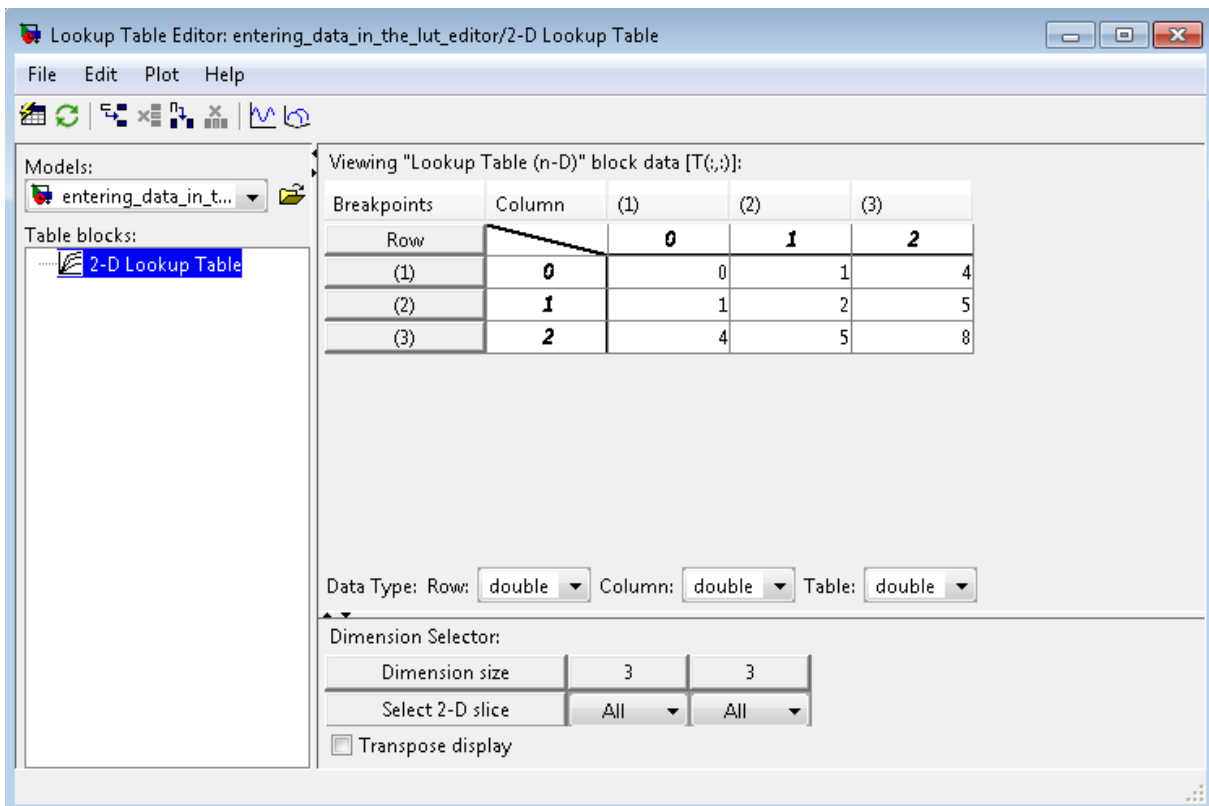 Lookup Table Editor: entering_data_in_the_lut_editor/2-D Lookup Table
File Edit Plot Help
Models:
entering_data_in_t...
Table blocks:
2-D Lookup Table
Viewing "Lookup Table (n-D)" block data [T(:,:)]:
Breakpoints Column (1) (2) (3)
Row 0 1 2
(1) 0 0 1 4
(2) 1 1 2 5
(3) 2 4 5 8
Data Type: Row: double Column: double Table: double
Dimension Selector:
Dimension size 3 3
Select 2-D slice All All
Transpose display